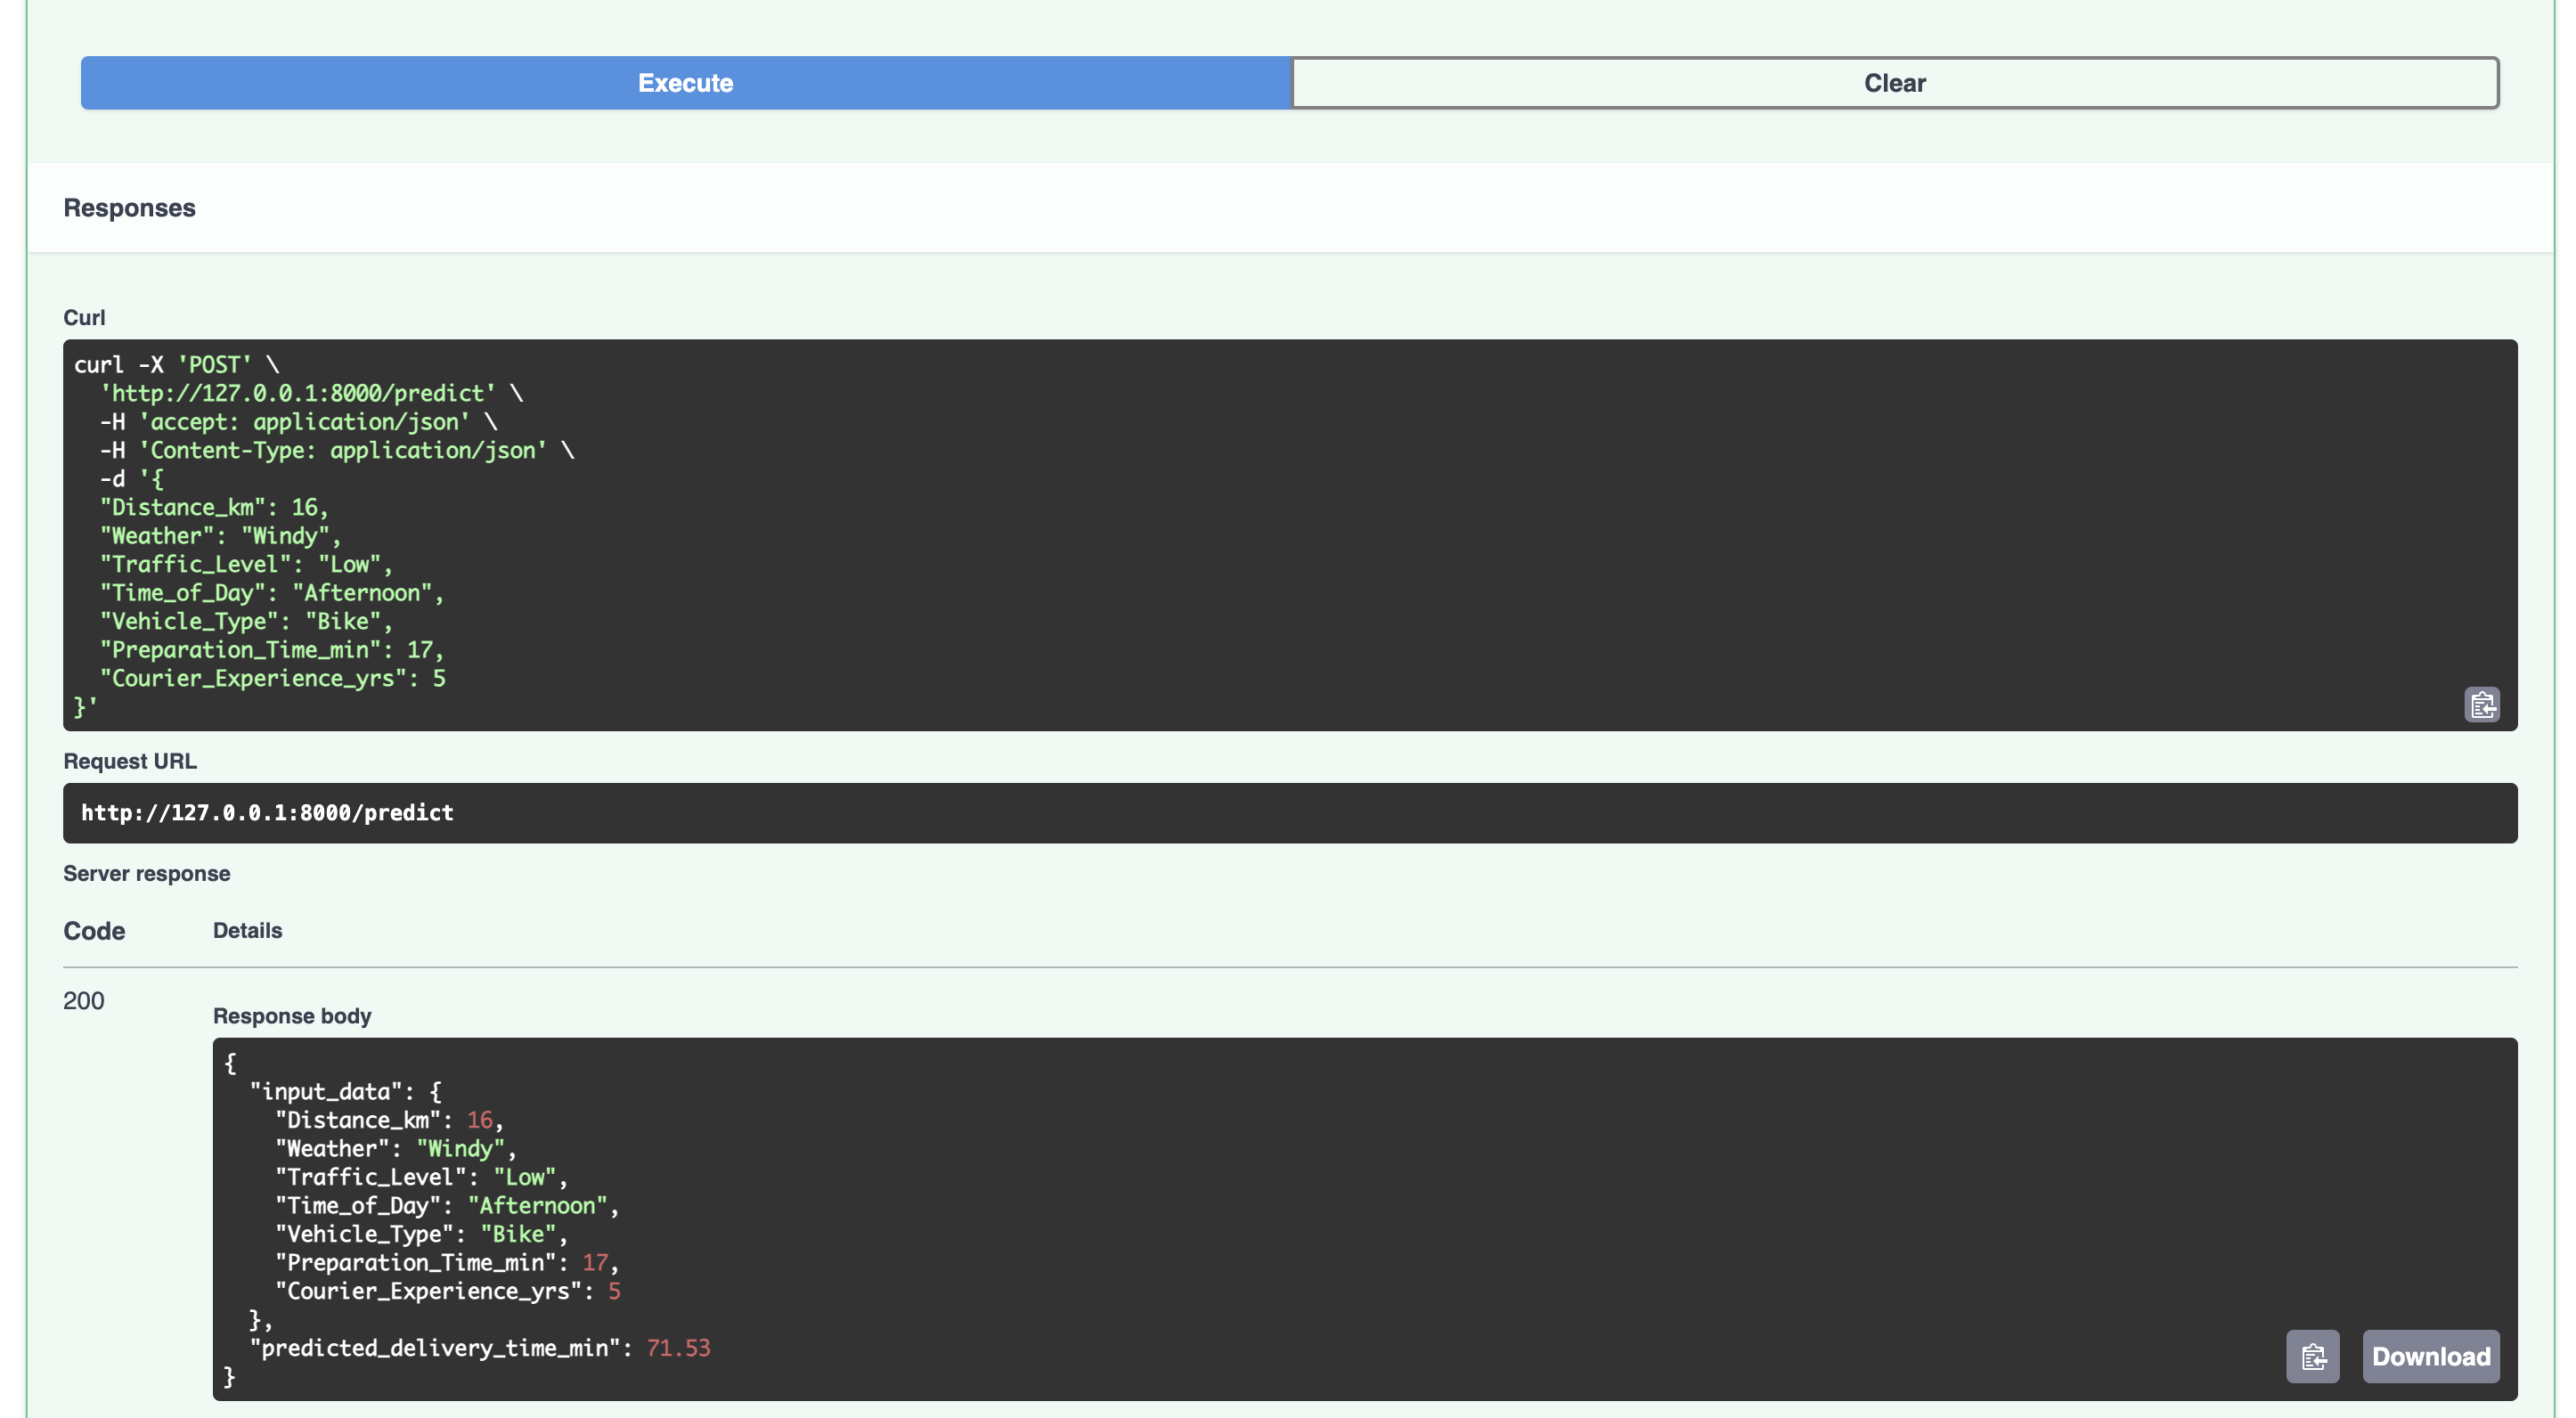 Execute
Clear
Responses
Curl
curl -X 'POST' \
  'http://127.0.0.1:8000/predict' \
  -H 'accept: application/json' \
  -H 'Content-Type: application/json' \
  -d '{
  "Distance_km": 16,
  "Weather": "Windy",
  "Traffic_Level": "Low",
  "Time_of_Day": "Afternoon",
  "Vehicle_Type": "Bike",
  "Preparation_Time_min": 17,
  "Courier_Experience_yrs": 5
}'
Request URL
http://127.0.0.1:8000/predict
Server response
Code Details
200
Response body
{
  "input_data": {
    "Distance_km": 16,
    "Weather": "Windy",
    "Traffic_Level": "Low",
    "Time_of_Day": "Afternoon",
    "Vehicle_Type": "Bike",
    "Preparation_Time_min": 17,
    "Courier_Experience_yrs": 5
  },
  "predicted_delivery_time_min": 71.53
}
Download